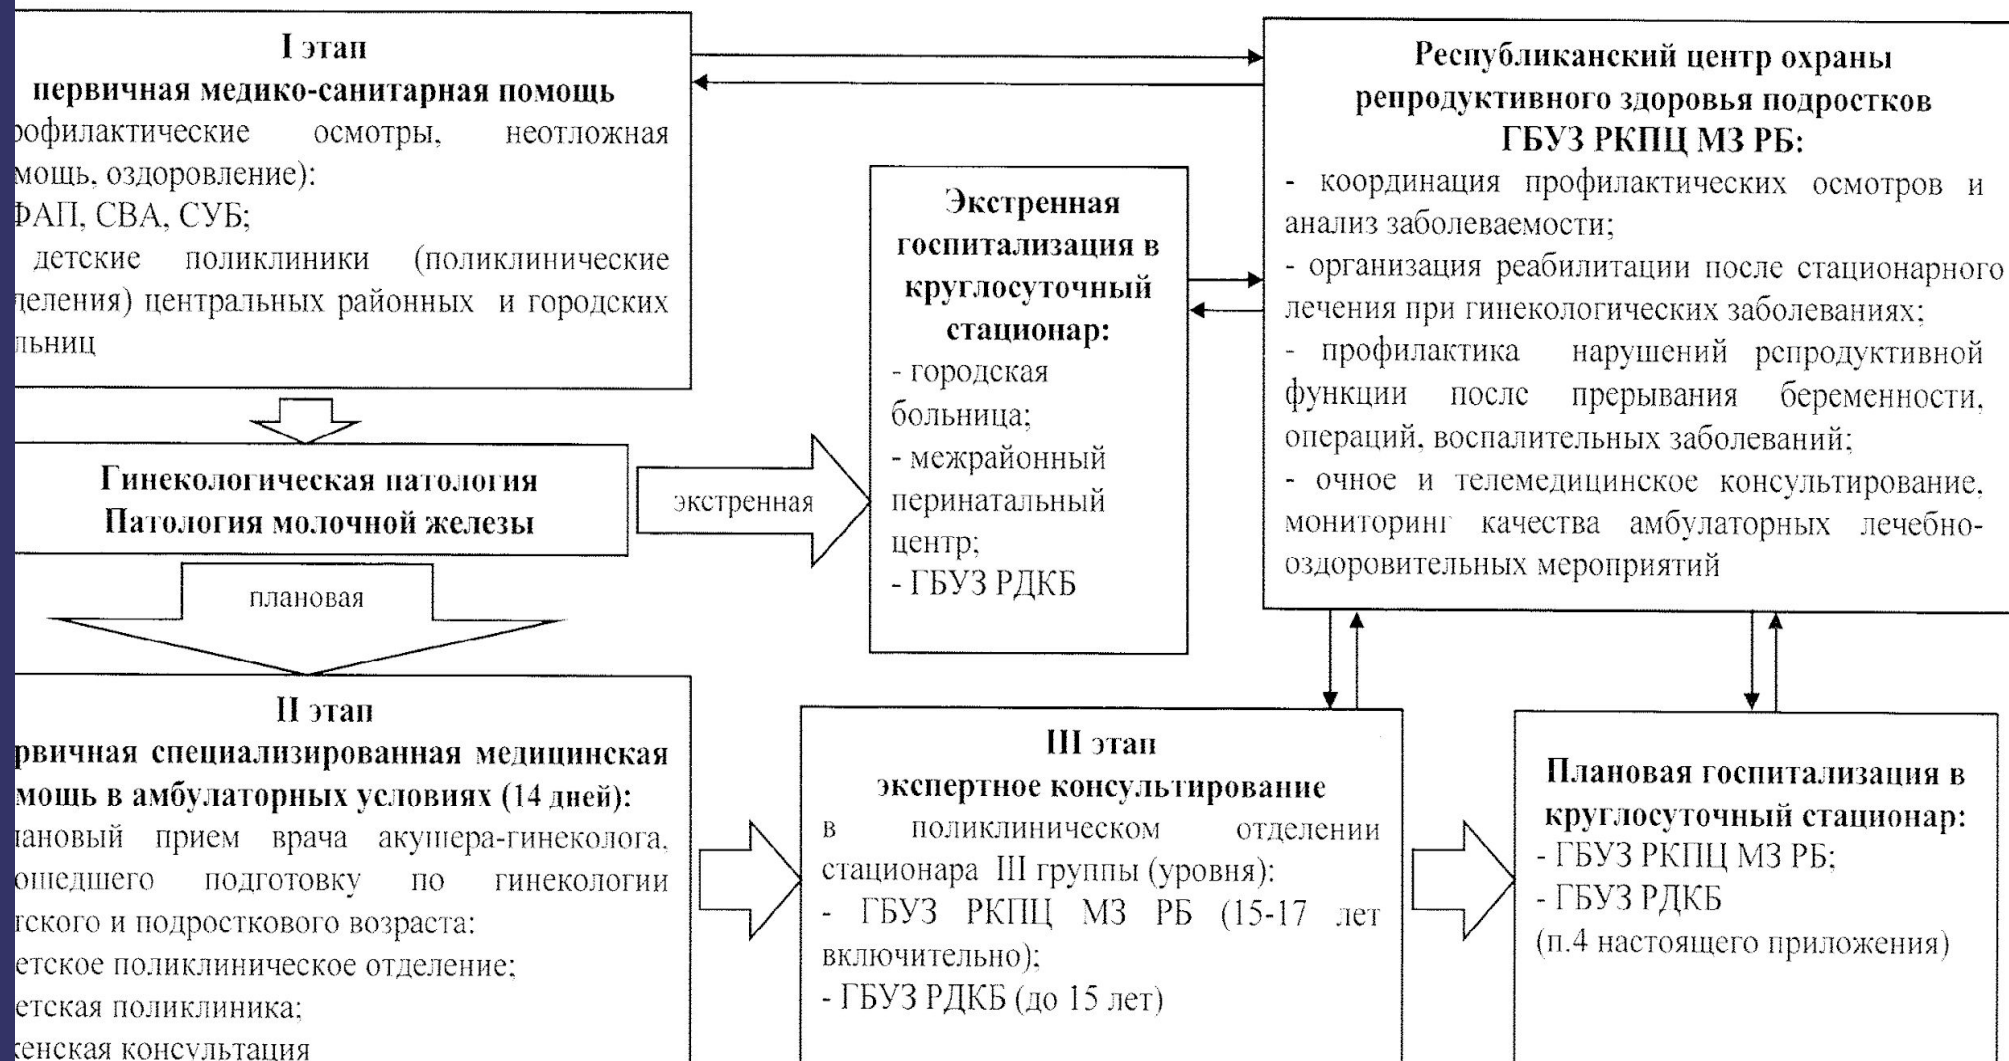 I этап
первичная медико-санитарная помощь
рофилактические осмотры, неотложная
мощь, оздоровление):
ФАП, СВА, СУБ;
детские поликлиники (поликлинические
деления) центральных районных и городских
льниц
Гинекологическая патология
Патология молочной железы
экстренная
плановая
Экстренная
госпитализация в
круглосуточный
стационар:
- городская
больница;
- межрайонный
перинатальный
центр;
- ГБУЗ РДКБ
Республиканский центр охраны
репродуктивного здоровья подростков
ГБУЗ РКПЦ МЗ РБ:
- координация профилактических осмотров и
анализ заболеваемости;
- организация реабилитации после стационарного
лечения при гинекологических заболеваниях;
- профилактика нарушений репродуктивной
функции после прерывания беременности,
операций, воспалительных заболеваний;
- очное и телемедицинское консультирование,
мониторинг качества амбулаторных лечебно-
оздоровительных мероприятий
II этап
рвичная специализированная медицинская
мощь в амбулаторных условиях (14 дней):
лановый прием врача акушера-гинеколога,
ошедшего подготовку по гинекологии
тского и подросткового возраста:
етское поликлиническое отделение;
етская поликлиника;
енская консультация
III этап
экспертное консультирование
в поликлиническом отделении
стационара III группы (уровня):
- ГБУЗ РКПЦ МЗ РБ (15-17 лет
включительно);
- ГБУЗ РДКБ (до 15 лет)
Плановая госпитализация в
круглосуточный стационар:
- ГБУЗ РКПЦ МЗ РБ;
- ГБУЗ РДКБ
(п.4 настоящего приложения)